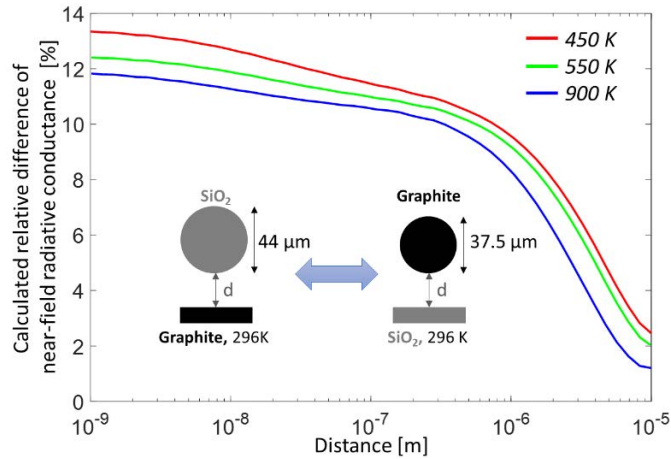 Calculated relative difference of
near-field radiative conductance [%]
14
12
10
8
6
4
2
0
450 K
550 K
900 K
SiO₂
44 µm
d
Graphite, 296K
Graphite
37.5 µm
d
SiO₂, 296 K
10⁻⁹
10⁻⁸
10⁻⁷
10⁻⁶
10⁻⁵
Distance [m]